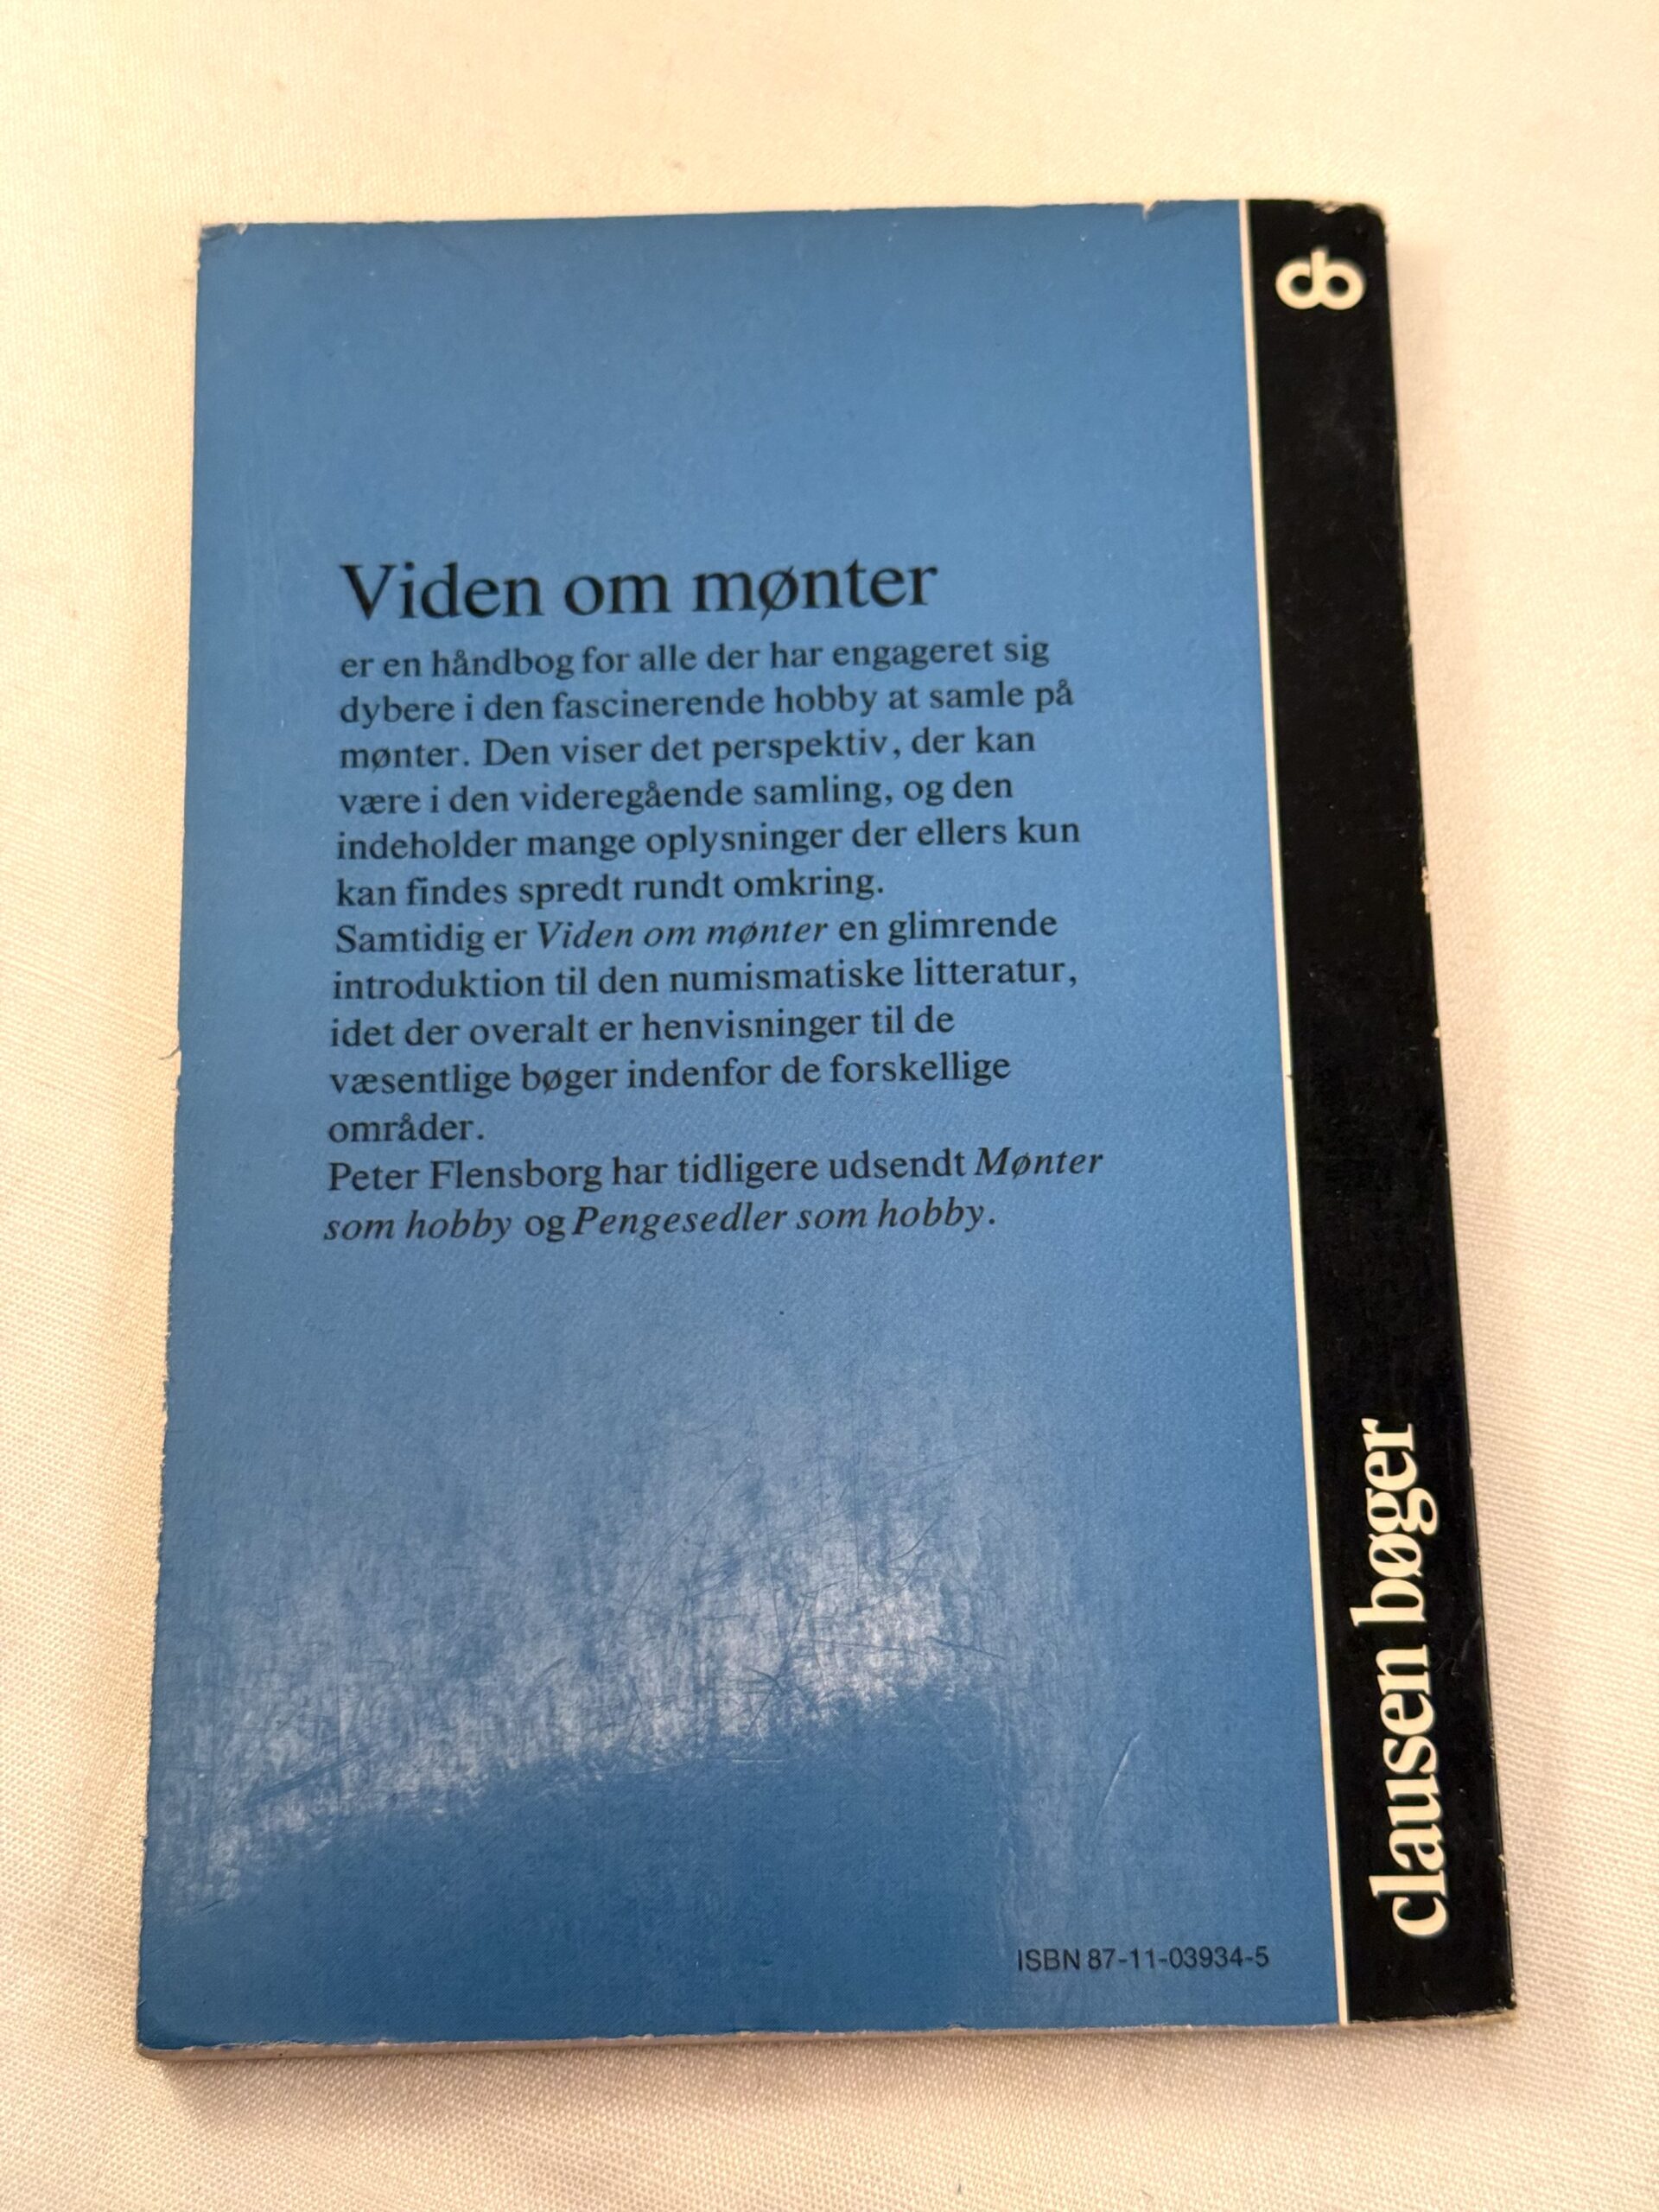 Viden om mønter
er en håndbog for alle der har engageret sig
dybere i den fascinerende hobby at samle på
mønter. Den viser det perspektiv, der kan
være i den videregående samling, og den
indeholder mange oplysninger der ellers kun
kan findes spredt rundt omkring.
Samtidig er Viden om mønter en glimrende
introduktion til den numismatiske litteratur,
idet der overalt er henvisninger til de
væsentlige bøger indenfor de forskellige
områder.
Peter Flensborg har tidligere udsendt Mønter
som hobby og Pengesedler som hobby.
ISBN 87-11-03934-5
cb
clausen bøger